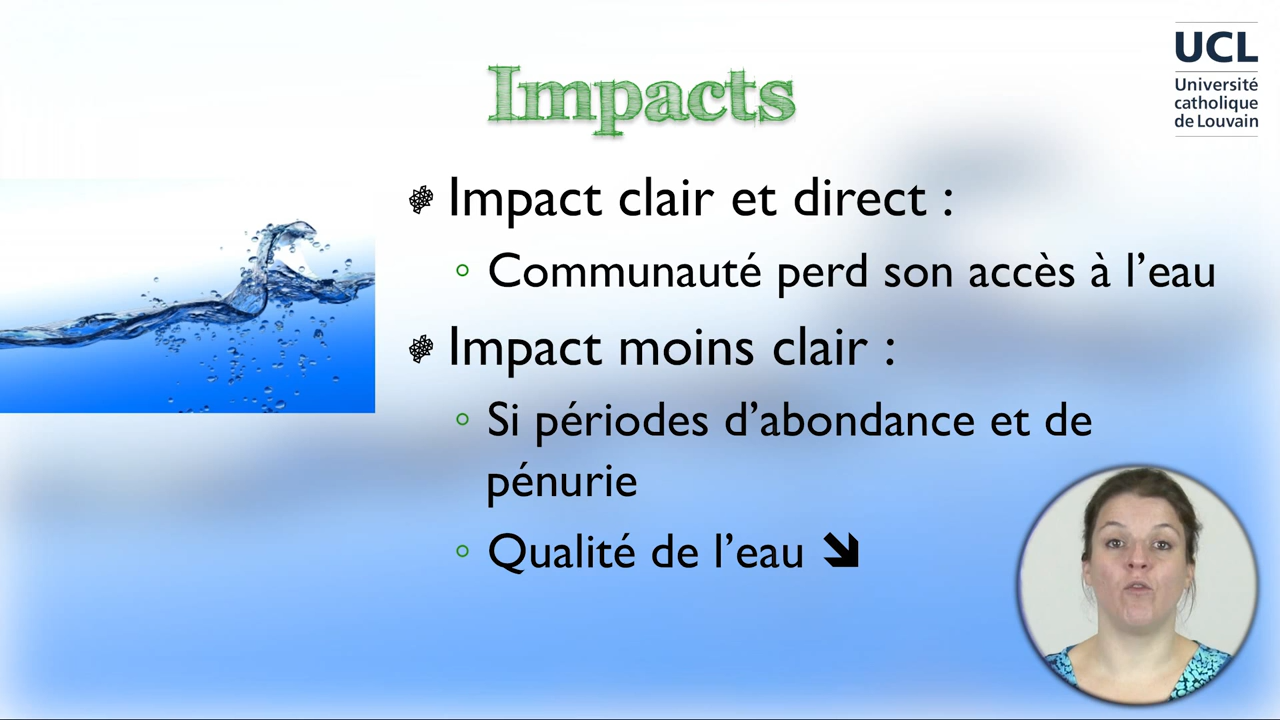 Impacts
UCL
Université
catholique
de Louvain
Impact clair et direct :
Communauté perd son accès à l’eau
Impact moins clair :
Si périodes d’abondance et de
pénurie
Qualité de l’eau ➘